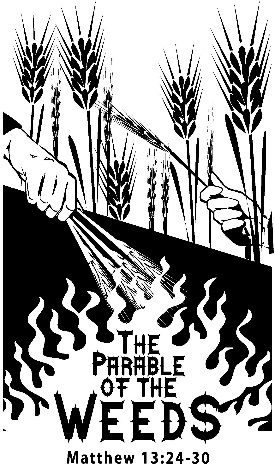 THE
PARABLE
OF THE
WEEDS
Matthew 13:24-30